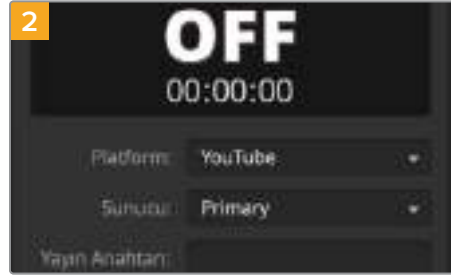 2
OFF
00:00:00
Platform: YouTube
Sunucu: Primary
Yayın Anahtarı: